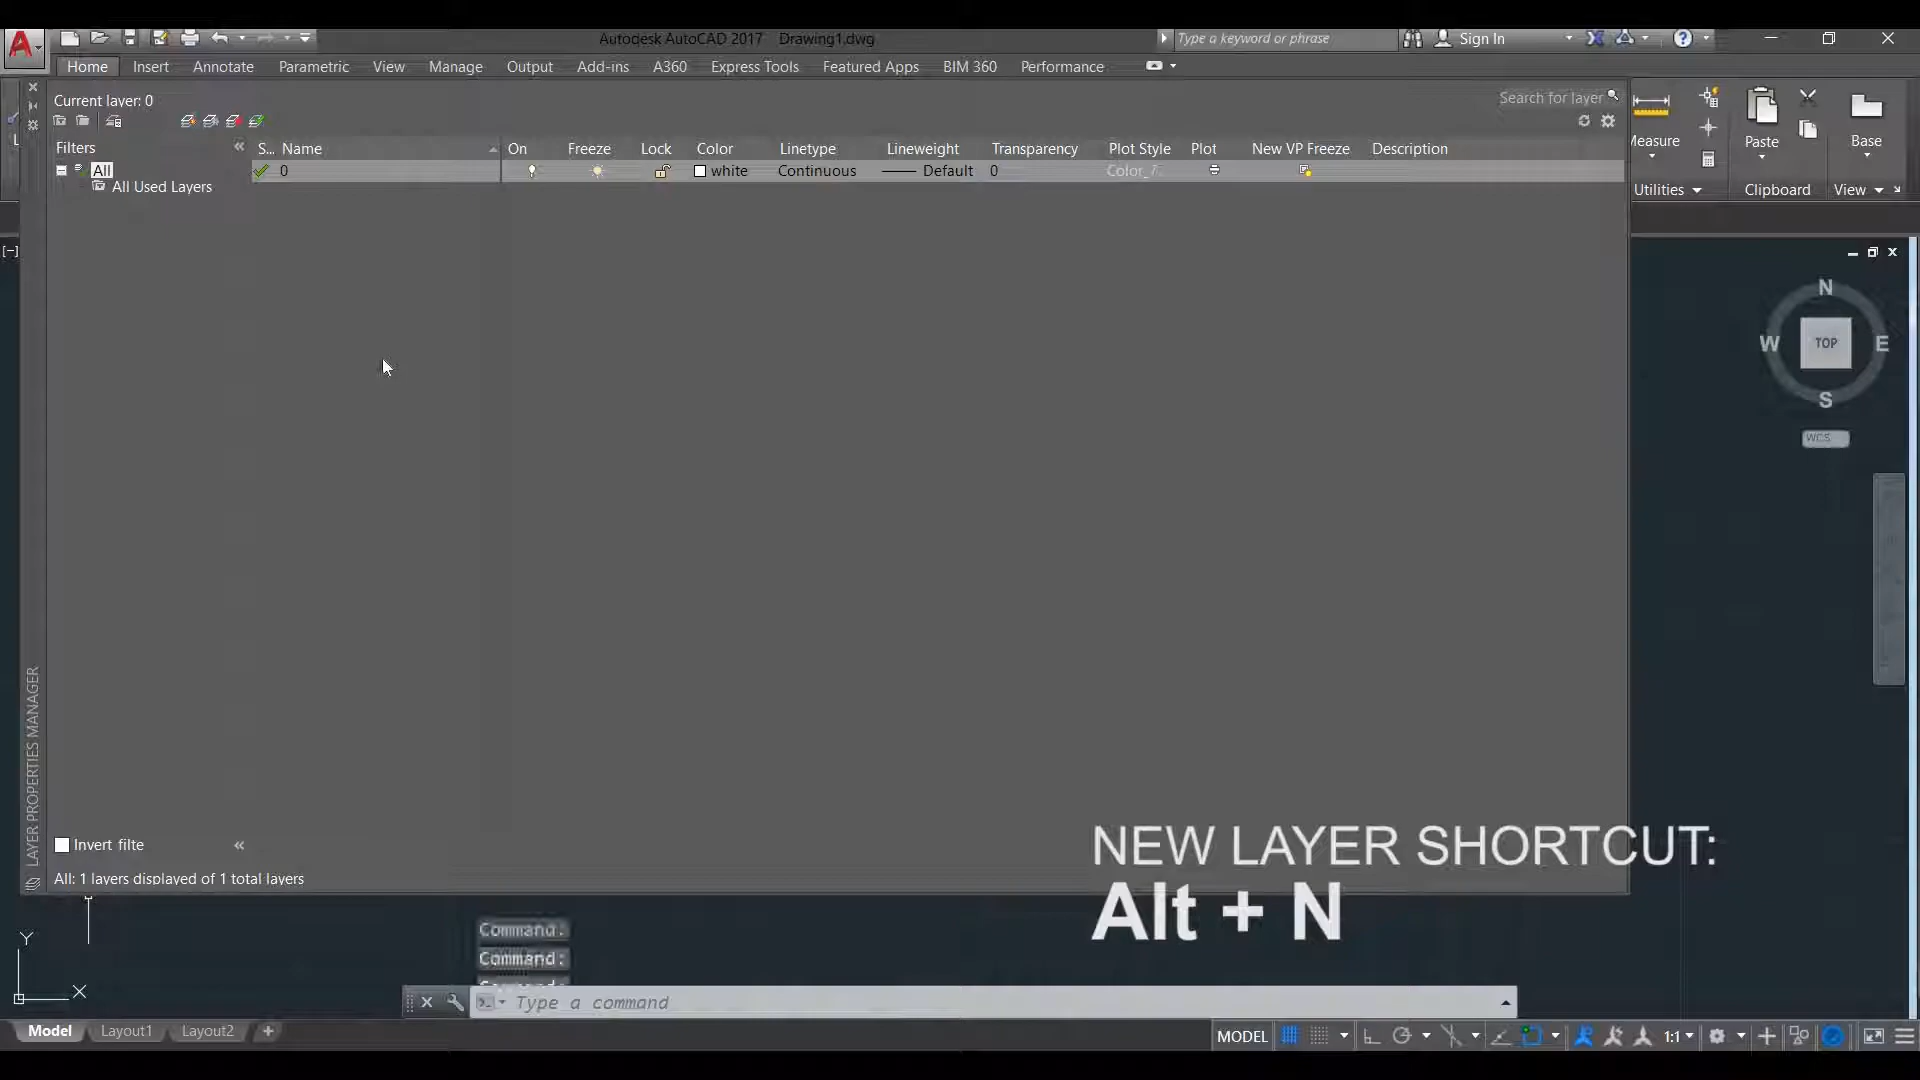 Autodesk AutoCAD 2017 Drawing1.dwg
Type a keyword or phrase
Sign In
Home Insert Annotate Parametric View Manage Output Add-ins A360 Express Tools Featured Apps BIM 360 Performance
Current layer: 0
Search for layer
Filters
S... Name On Freeze Lock Color Linetype Lineweight Transparency Plot Style Plot New VP Freeze Description
All
0 white Continuous Default 0 Color_7
All Used Layers
Measure
Paste
Base
Utilities
Clipboard
View
[−]
N
W TOP E
S
WCS
LAYER PROPERTIES MANAGER
Invert filte
All: 1 layers displayed of 1 total layers
NEW LAYER SHORTCUT:
Alt + N
Command:
Command:
Type a command
Y
X
Model Layout1 Layout2
MODEL
1:1